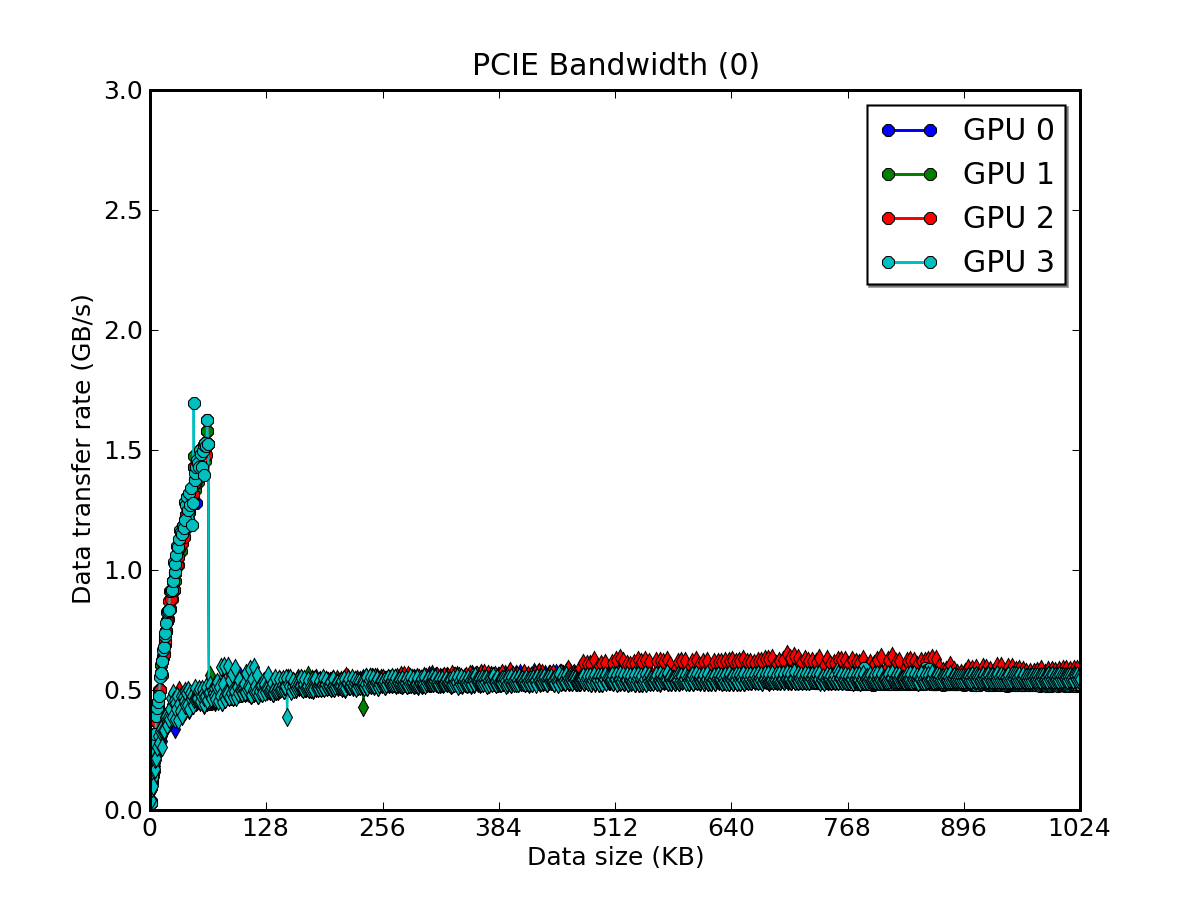 PCIE Bandwidth (0)
3.0
2.5
2.0
1.5
1.0
0.5
0.0
Data transfer rate (GB/s)
GPU 0
GPU 1
GPU 2
GPU 3
0 128 256 384 512 640 768 896 1024
Data size (KB)